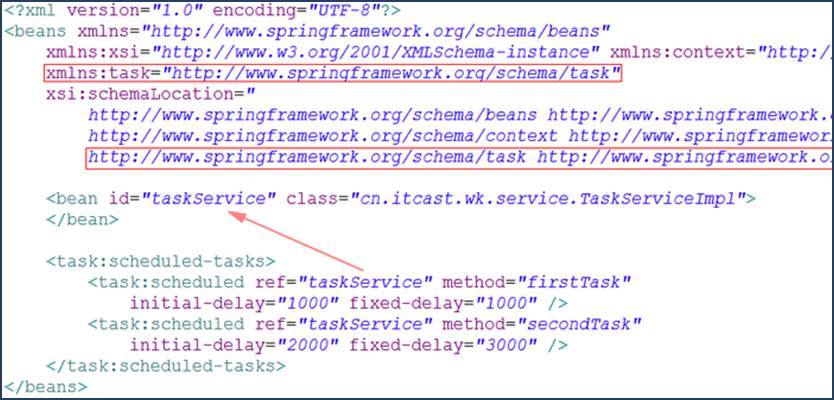 <?xml version="1.0" encoding="UTF-8"?>
<beans xmlns="http://www.springframework.org/schema/beans"
xmlns:xsi="http://www.w3.org/2001/XMLSchema-instance" xmlns:context="http:/
xmlns:task="http://www.springframework.org/schema/task"
xsi:schemaLocation="
http://www.springframework.org/schema/beans http://www.springframework.
http://www.springframework.org/schema/context http://www.springframewor
http://www.springframework.org/schema/task http://www.springframework.o
<bean id="taskService" class="cn.itcast.wk.service.TaskServiceImpl">
</bean>
<task:scheduled-tasks>
<task:scheduled ref="taskService" method="firstTask"
initial-delay="1000" fixed-delay="1000" />
<task:scheduled ref="taskService" method="secondTask"
initial-delay="2000" fixed-delay="3000" />
</task:scheduled-tasks>
</beans>